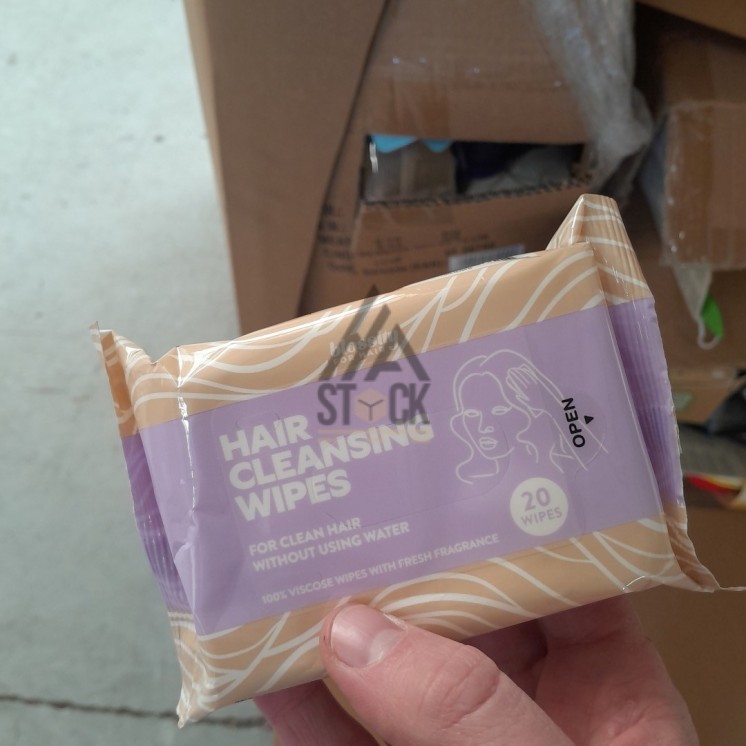 STOCK
HAIR
CLEANSING
WIPES
FOR CLEAN HAIR
WITHOUT USING WATER
100% VISCOSE WIPES WITH FRESH FRAGRANCE
OPEN
20
WIPES